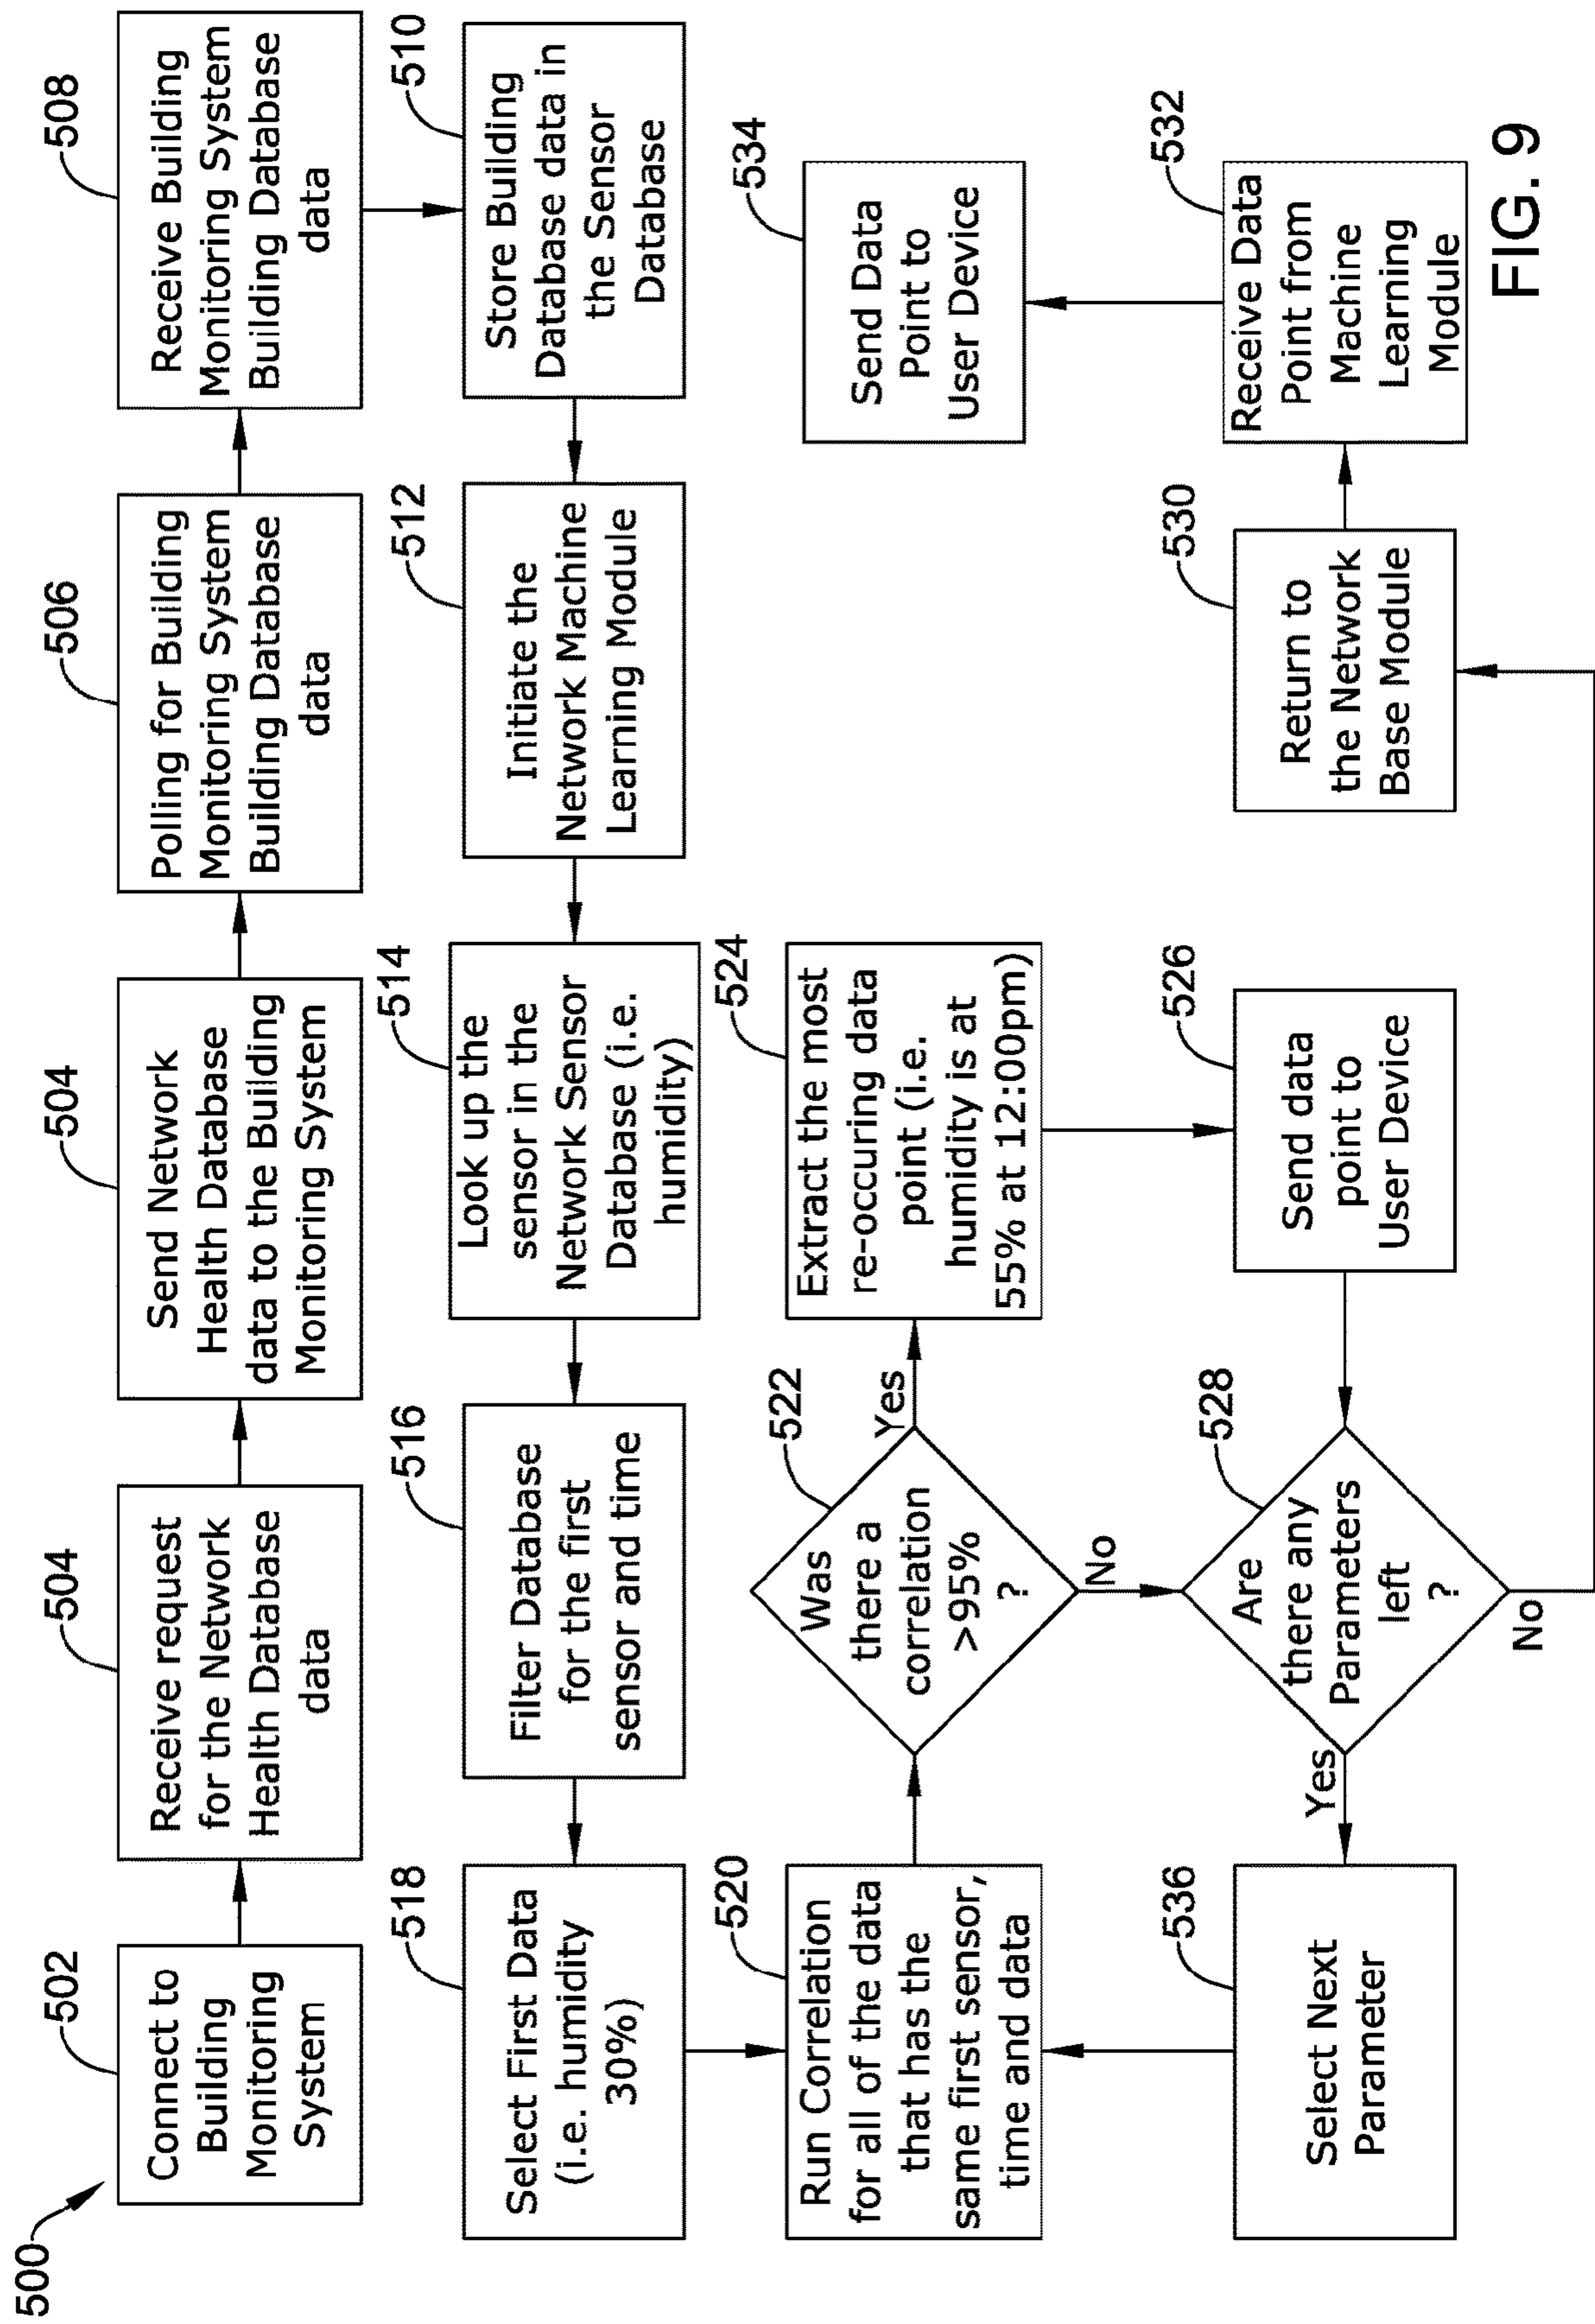 500
502
Connect to
Building
Monitoring
System
504
Receive request
for the Network
Health Database
data
504
Send Network
Health Database
data to the Building
Monitoring System
506
Polling for Building
Monitoring System
Building Database
data
508
Receive Building
Monitoring System
Building Database
data
510
Store Building
Database data in
the Sensor
Database
512
Initiate the
Network Machine
Learning Module
514
Look up the
sensor in the
Network Sensor
Database (i.e.
humidity)
516
Filter Database
for the first
sensor and time
518
Select First Data
(i.e. humidity
30%)
520
Run Correlation
for all of the data
that has the
same first sensor,
time and data
522
Was
there a
correlation
>95%
?
Yes
No
524
Extract the most
re-occuring data
point (i.e.
humidity is at
55% at 12:00pm)
526
Send data
point to
User Device
528
Are
there any
Parameters
left
?
Yes
No
536
Select Next
Parameter
530
Return to
the Network
Base Module
532
Receive Data
Point from
Machine
Learning
Module
534
Send Data
Point to
User Device
FIG. 9